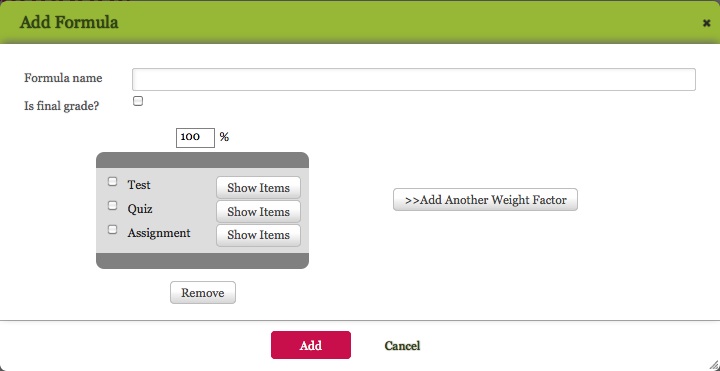 Add Formula
Formula name
Is final grade?
100 %
Test Show Items
Quiz Show Items
Assignment Show Items
>>Add Another Weight Factor
Remove
Add Cancel